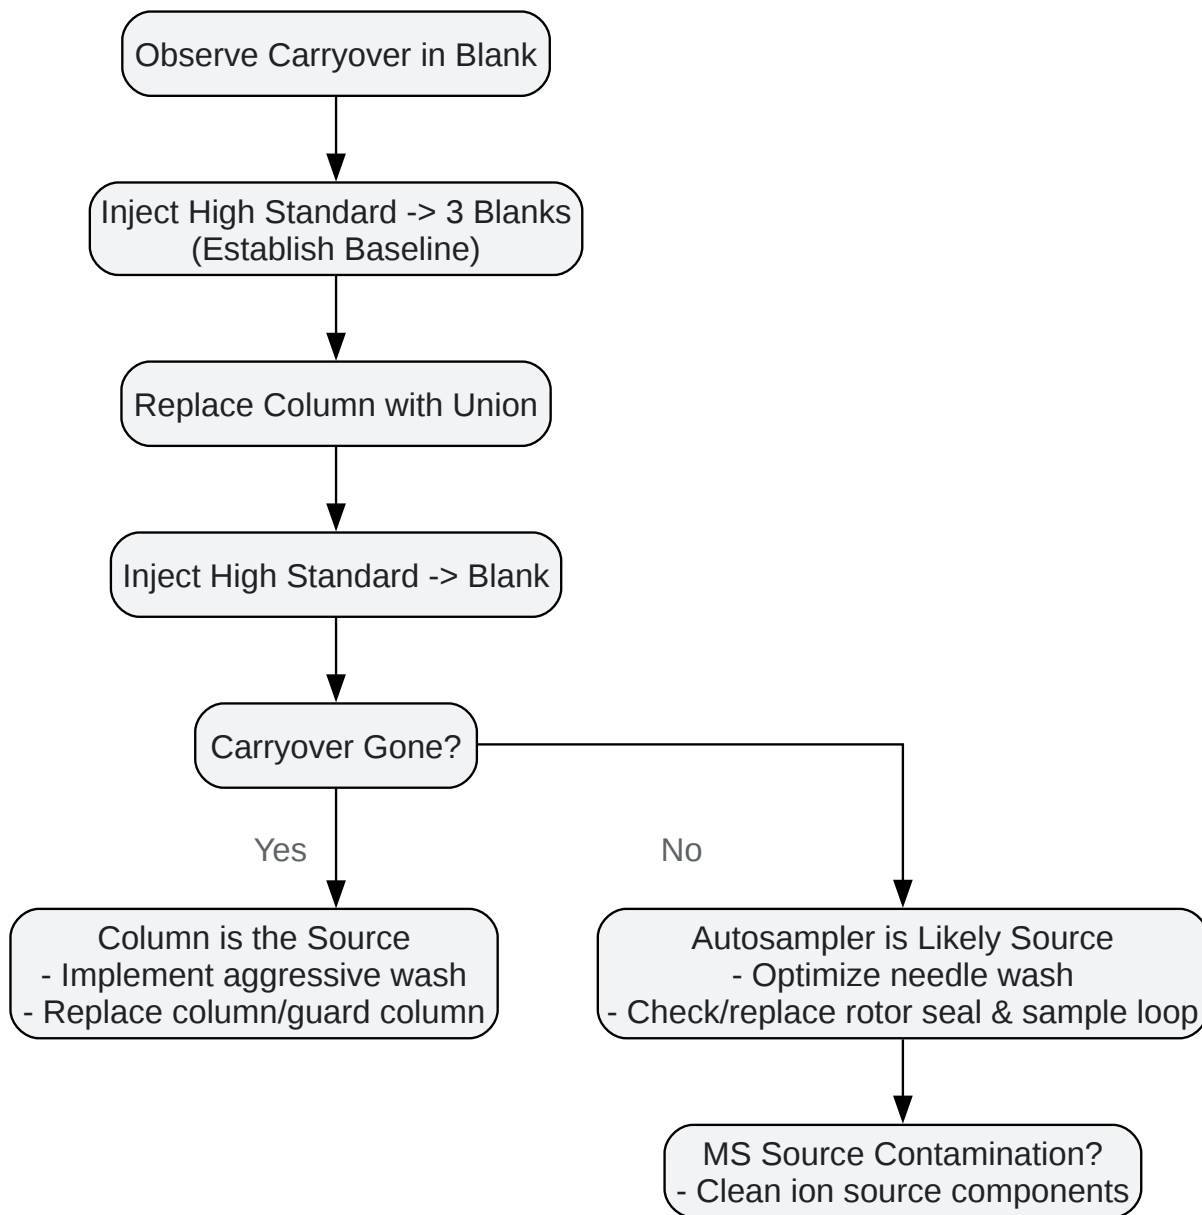 Observe Carryover in Blank
Inject High Standard -> 3 Blanks
(Establish Baseline)
Replace Column with Union
Inject High Standard -> Blank
Carryover Gone?
Yes
No
Column is the Source
- Implement aggressive wash
- Replace column/guard column
Autosampler is Likely Source
- Optimize needle wash
- Check/replace rotor seal & sample loop
MS Source Contamination?
- Clean ion source components